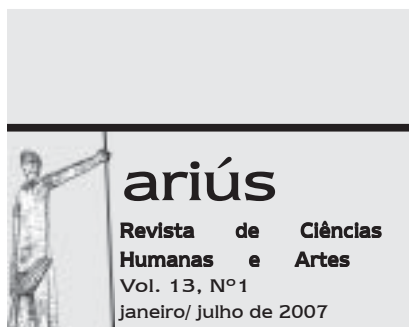 ariús
Revista de Ciências
Humanas e Artes
Vol. 13, Nº1
janeiro/ julho de 2007